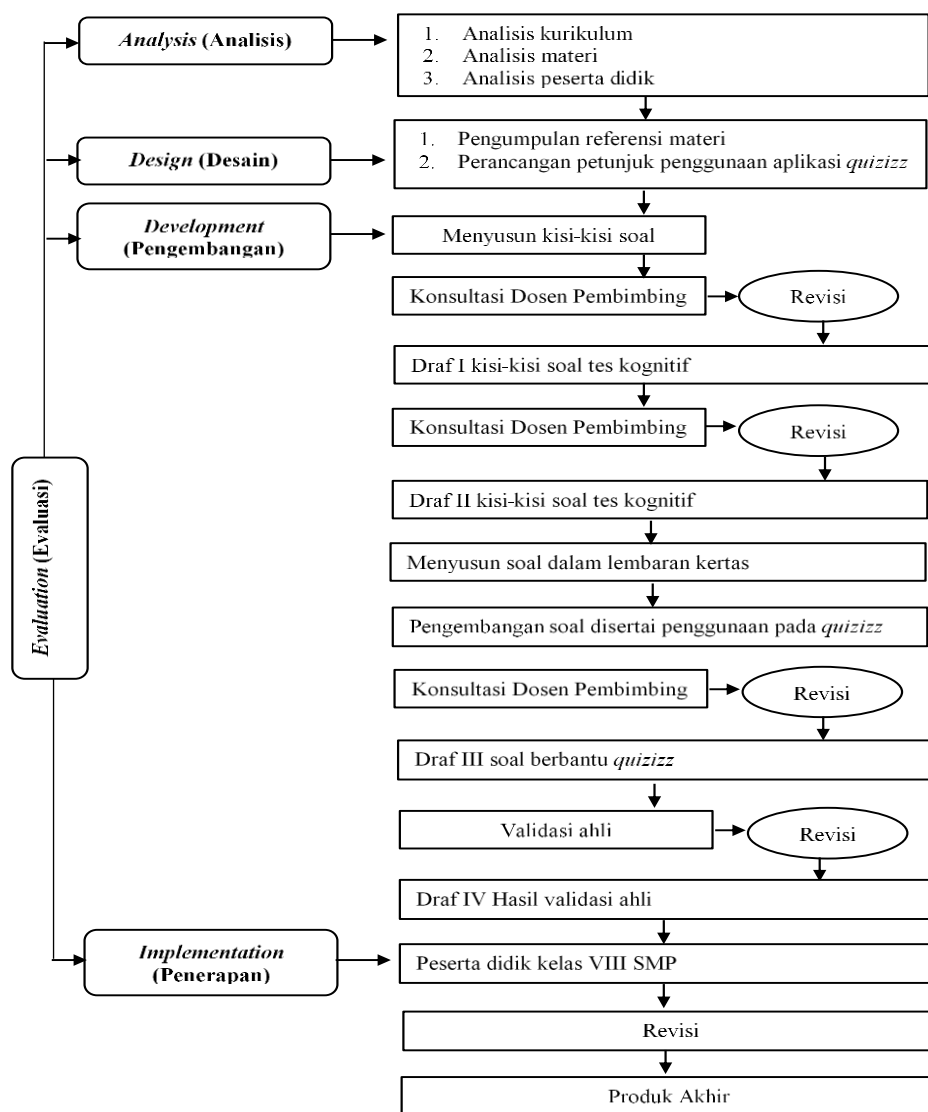 Analysis (Analisis)
1. Analisis kurikulum
2. Analisis materi
3. Analisis peserta didik
Design (Desain)
1. Pengumpulan referensi materi
2. Perancangan petunjuk penggunaan aplikasi quizizz
Development
(Pengembangan)
Menyusun kisi-kisi soal
Konsultasi Dosen Pembimbing
Revisi
Draf I kisi-kisi soal tes kognitif
Konsultasi Dosen Pembimbing
Revisi
Evaluation (Evaluasi)
Draf II kisi-kisi soal tes kognitif
Menyusun soal dalam lembaran kertas
Pengembangan soal disertai penggunaan pada quizizz
Konsultasi Dosen Pembimbing
Revisi
Draf III soal berbantu quizizz
Validasi ahli
Revisi
Draf IV Hasil validasi ahli
Implementation
(Penerapan)
Peserta didik kelas VIII SMP
Revisi
Produk Akhir